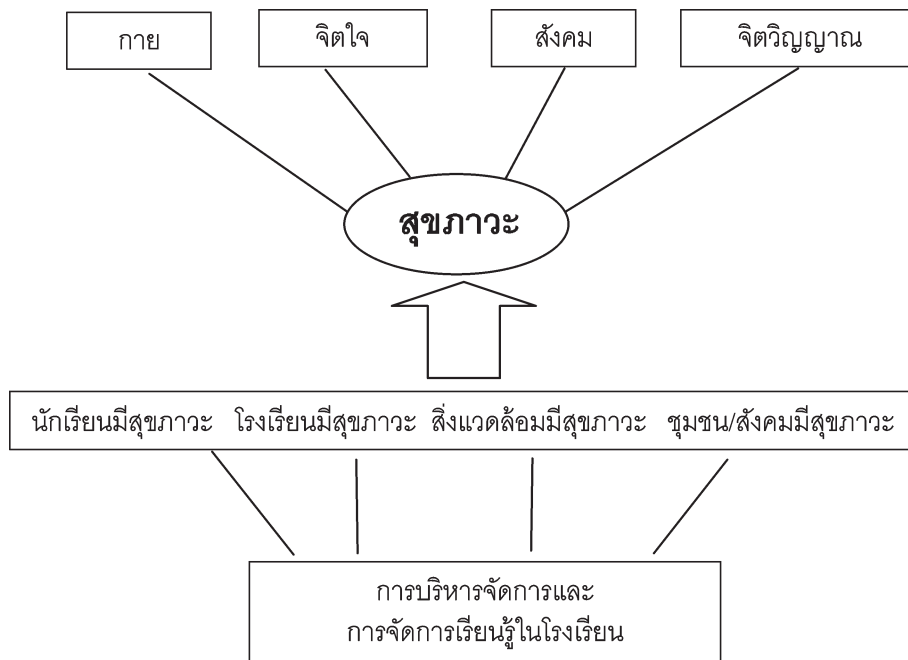 กาย จิตใจ สังคม จิตวิญญาณ
สุขภาวะ
นักเรียนมีสุขภาวะ โรงเรียนมีสุขภาวะ สิ่งแวดล้อมมีสุขภาวะ ชุมชน/สังคมมีสุขภาวะ
การบริหารจัดการและ
การจัดการเรียนรู้ในโรงเรียน